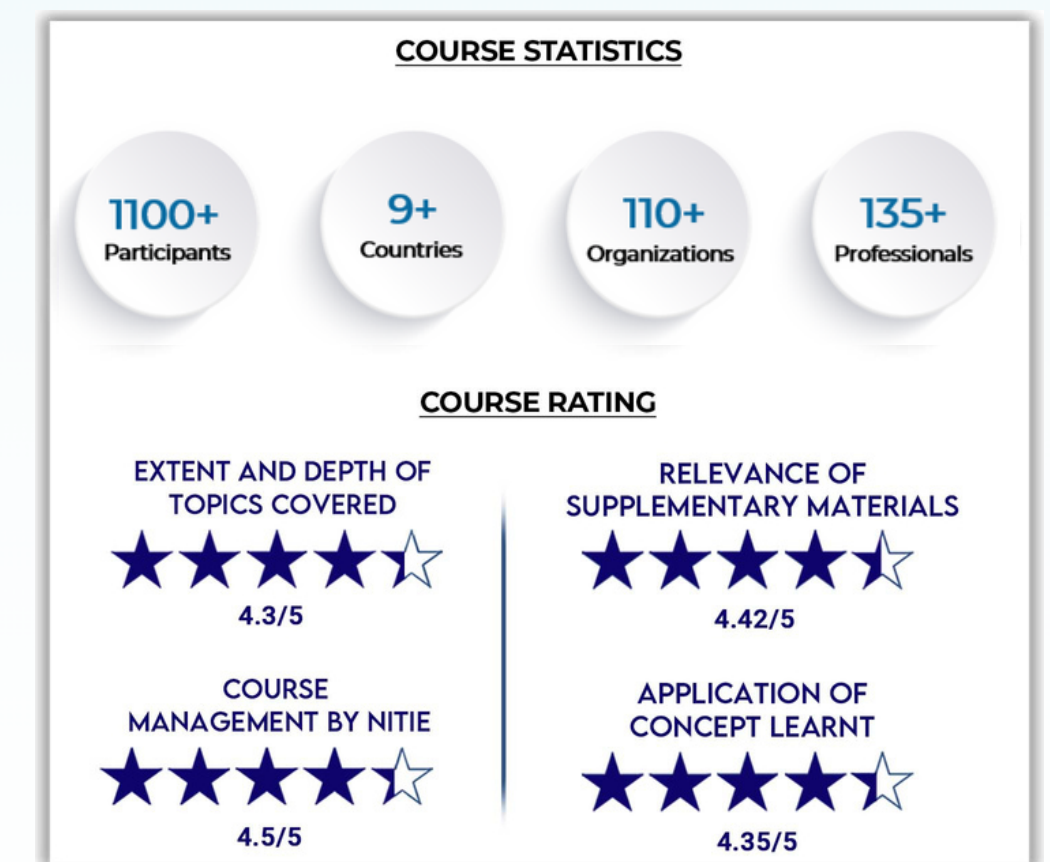 COURSE STATISTICS
1100+
Participants
9+
Countries
110+
Organizations
135+
Professionals
COURSE RATING
EXTENT AND DEPTH OF
TOPICS COVERED
4.3/5
RELEVANCE OF
SUPPLEMENTARY MATERIALS
4.42/5
COURSE
MANAGEMENT BY NITIE
4.5/5
APPLICATION OF
CONCEPT LEARNT
4.35/5